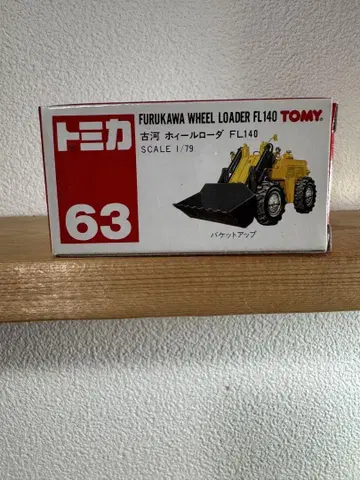 FURUKAWA WHEEL LOADER FL140 TOMY.
トミカ
古河 ホィールローダ FL140
SCALE 1/79
63
バケットアップ